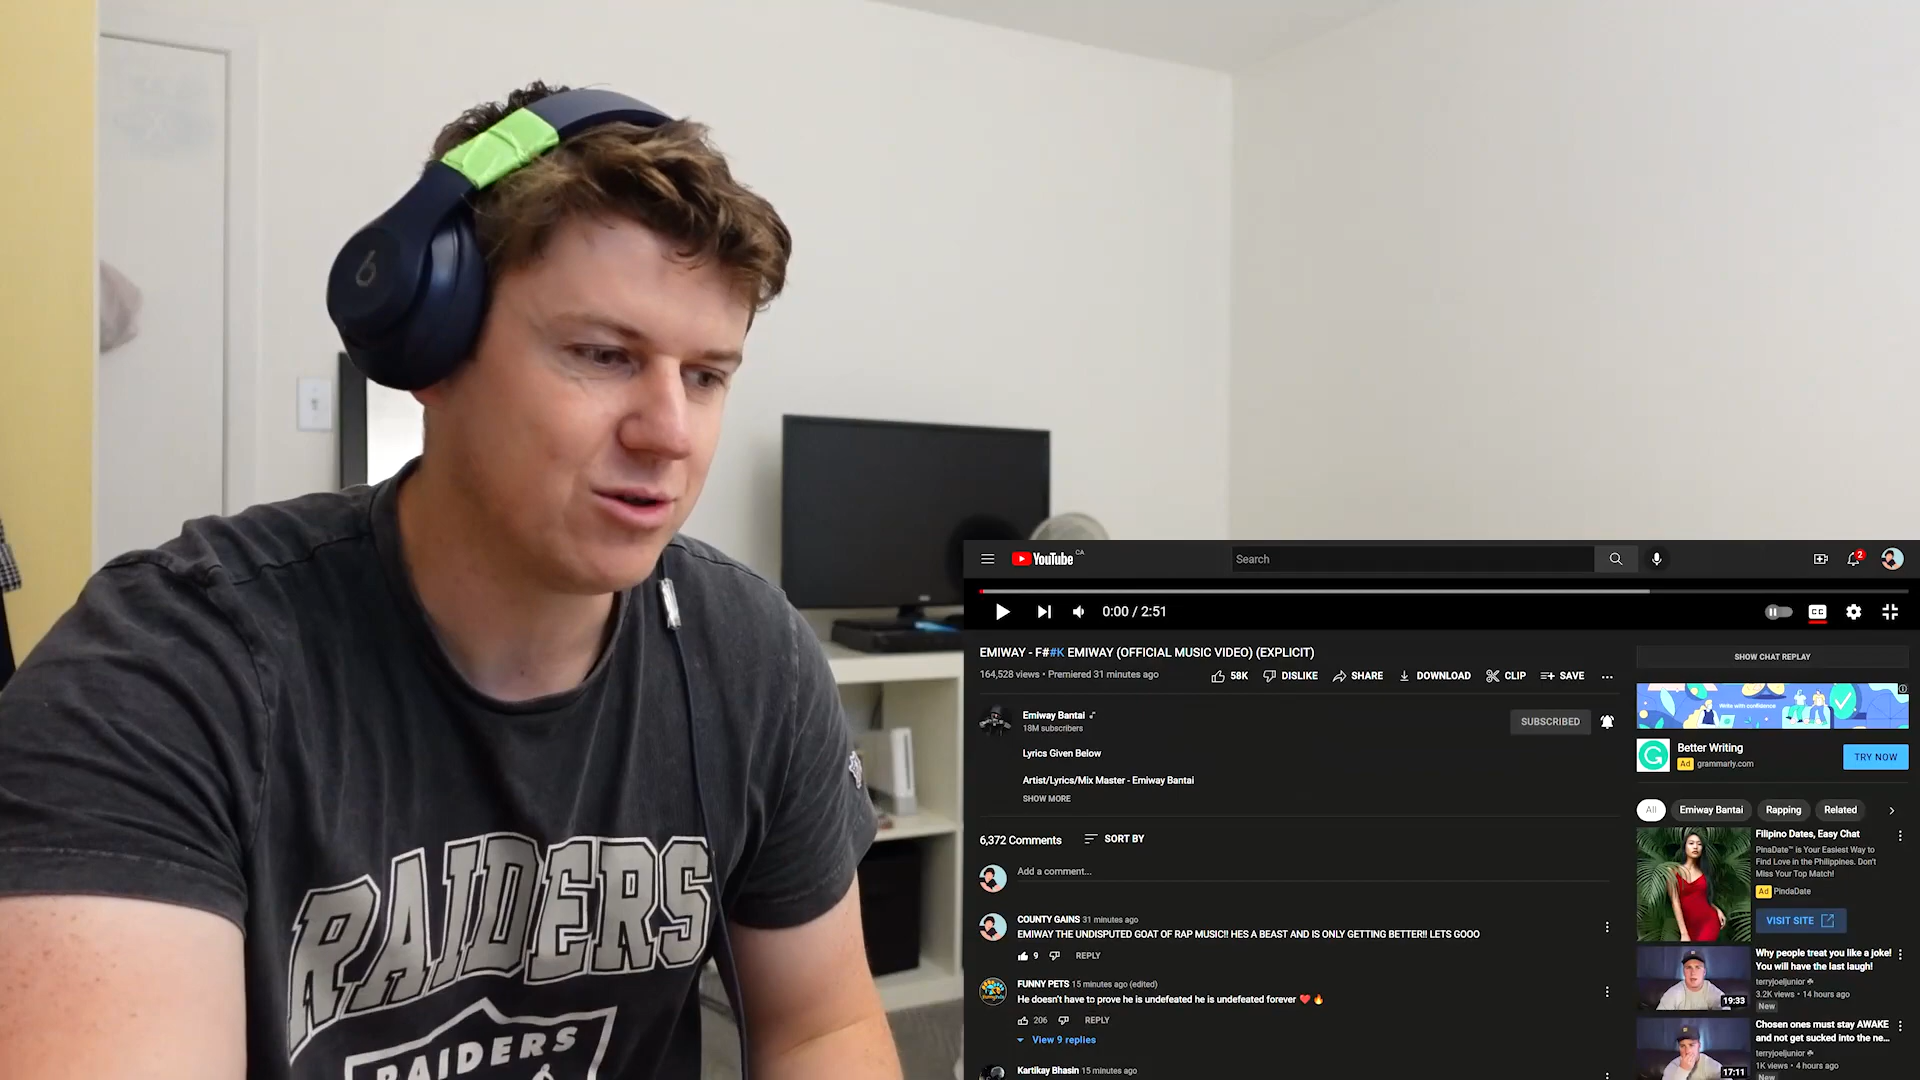 RAIDERS
RAIDERS
YouTube CA
Search
2
0:00 / 2:51
CC
EMIWAY - F##K EMIWAY (OFFICIAL MUSIC VIDEO) (EXPLICIT)
164,528 views • Premiered 31 minutes ago
58K
DISLIKE
SHARE
DOWNLOAD
CLIP
SAVE
Emiway Bantai
18M subscribers
SUBSCRIBED
Lyrics Given Below
Artist/Lyrics/Mix Master - Emiway Bantai
SHOW MORE
6,372 Comments
SORT BY
Add a comment...
COUNTY GAINS 31 minutes ago
EMIWAY THE UNDISPUTED GOAT OF RAP MUSIC!! HES A BEAST AND IS ONLY GETTING BETTER!! LETS GOOO
9
REPLY
FUNNY PETS 15 minutes ago (edited)
He doesn't have to prove he is undefeated he is undefeated forever ❤️ 🔥
206
REPLY
View 9 replies
Kartikay Bhasin 15 minutes ago
SHOW CHAT REPLAY
Write with confidence
Better Writing
Ad grammarly.com
TRY NOW
All
Emiway Bantai
Rapping
Related
Filipino Dates, Easy Chat
PinaDate™ is Your Easiest Way to
Find Love in the Philippines. Don't
Miss Your Top Match!
Ad PindaDate
VISIT SITE
Why people treat you like a joke!
You will have the last laugh!
terryjoeljunior
3.2K views • 14 hours ago
New
19:33
Chosen ones must stay AWAKE
and not get sucked into the ne...
terryjoeljunior
1K views • 4 hours ago
New
17:11